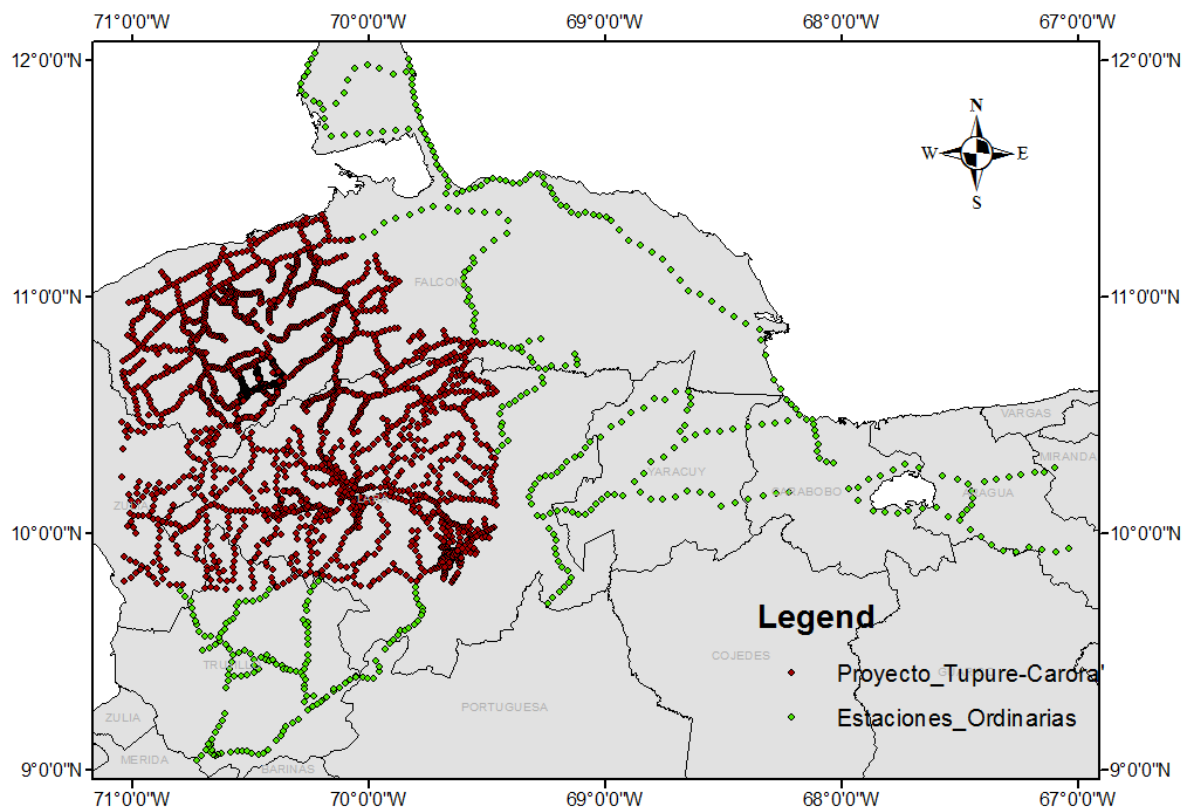 71°0'0"W 70°0'0"W 69°0'0"W 68°0'0"W 67°0'0"W
12°0'0"N 12°0'0"N
N
W E
S
11°0'0"N 11°0'0"N
FALCON
VARGAS
MIRANDA
YARACUY
ZULIA CARABOBO ARAGUA
LARA
10°0'0"N 10°0'0"N
Legend
COJEDES
TRUJILLO
Proyecto_Tupure-Carora'
Estaciones_Ordinarias
PORTUGUESA
ZULIA
MERIDA
BARINAS
9°0'0"N 9°0'0"N
71°0'0"W 70°0'0"W 69°0'0"W 68°0'0"W 67°0'0"W